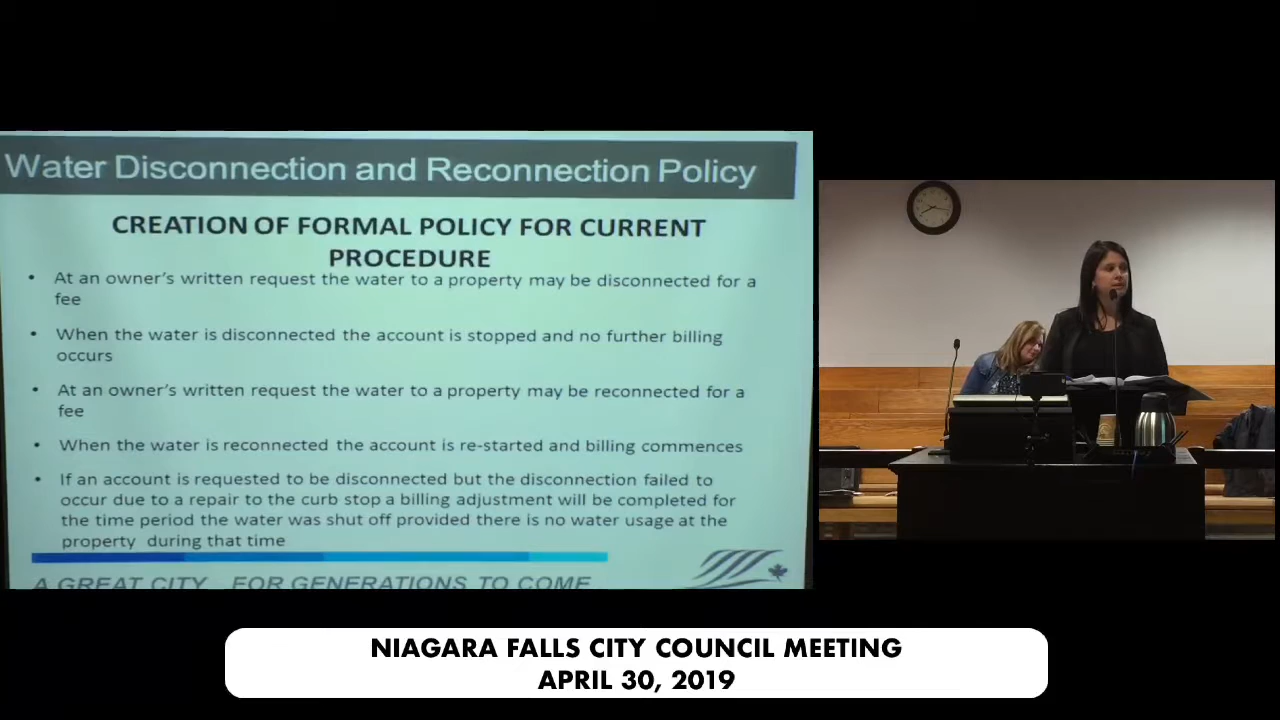 Water Disconnection and Reconnection Policy
CREATION OF FORMAL POLICY FOR CURRENT
PROCEDURE
• At an owner's written request the water to a property may be disconnected for a
fee
• When the water is disconnected the account is stopped and no further billing
occurs
• At an owner's written request the water to a property may be reconnected for a
fee
• When the water is reconnected the account is re-started and billing commences
• If an account is requested to be disconnected but the disconnection failed to
occur due to a repair to the curb stop a billing adjustment will be completed for
the time period the water was shut off provided there is no water usage at the
property during that time
A GREAT CITY...FOR GENERATIONS TO COME
NIAGARA FALLS CITY COUNCIL MEETING
APRIL 30, 2019